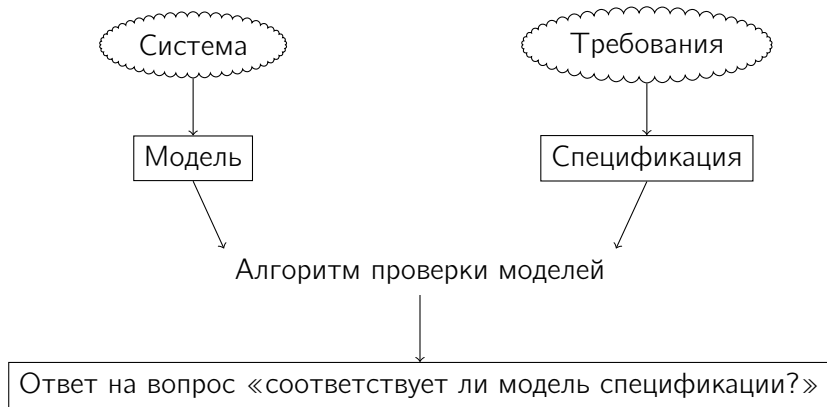 Система
Требования
Модель
Спецификация
Алгоритм проверки моделей
Ответ на вопрос «соответствует ли модель спецификации?»